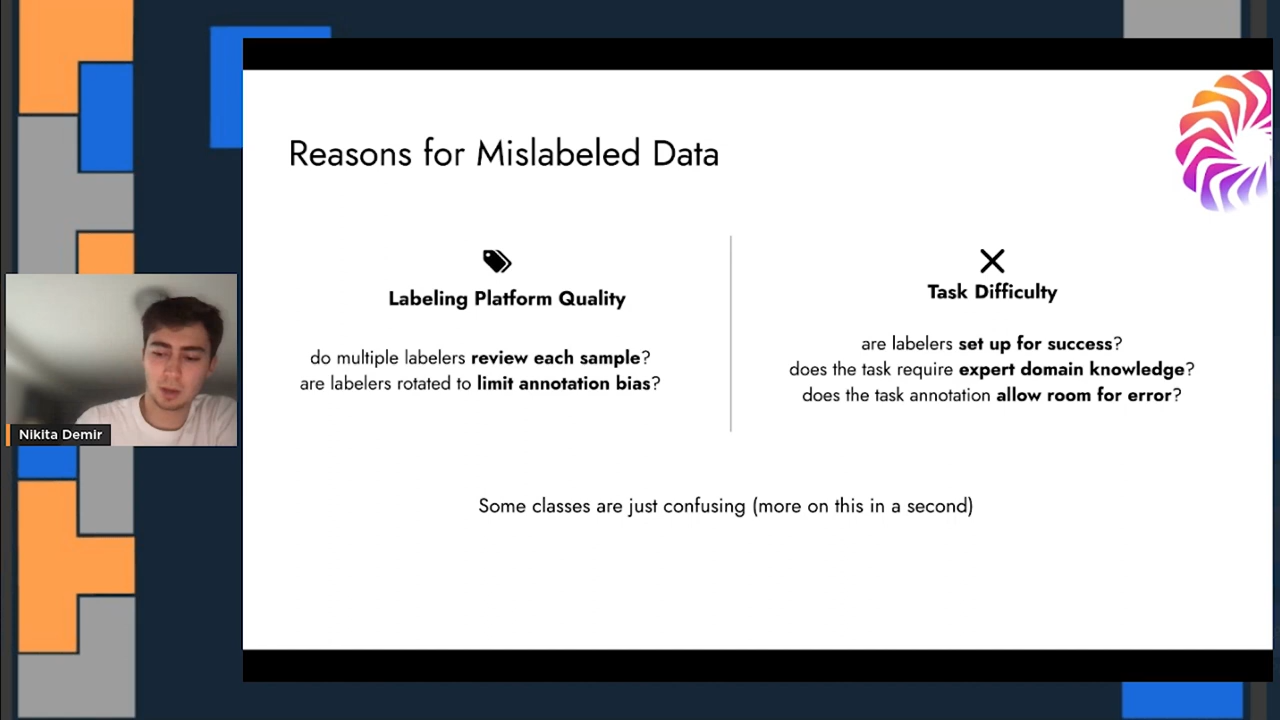 Reasons for Mislabeled Data
Labeling Platform Quality
do multiple labelers review each sample?
are labelers rotated to limit annotation bias?
Task Difficulty
are labelers set up for success?
does the task require expert domain knowledge?
does the task annotation allow room for error?
Some classes are just confusing (more on this in a second)
Nikita Demir